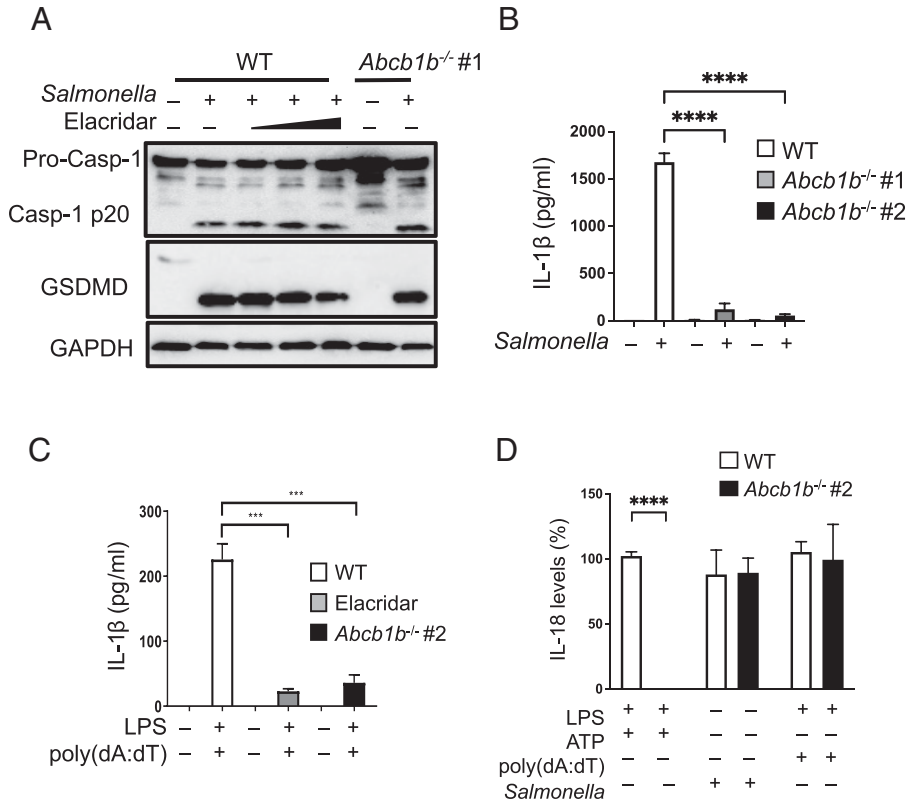 A
WT
Abcb1b-/- #1
Salmonella – + + + + – +
Elacridar – – – –
Pro-Casp-1
Casp-1 p20
GSDMD
GAPDH
B
****
****
IL-1β (pg/ml)
2000
1500
1000
500
0
WT
Abcb1b-/- #1
Abcb1b-/- #2
Salmonella – + – + – +
C
***
***
IL-1β (pg/ml)
300
200
100
0
WT
Elacridar
Abcb1b-/- #2
LPS – + – + – +
poly(dA:dT) – + – + – +
D
WT
Abcb1b-/- #2
****
IL-18 levels (%)
150
100
50
0
LPS + + – – + +
ATP + + – – – –
poly(dA:dT) – – – – + +
Salmonella – – + + – –